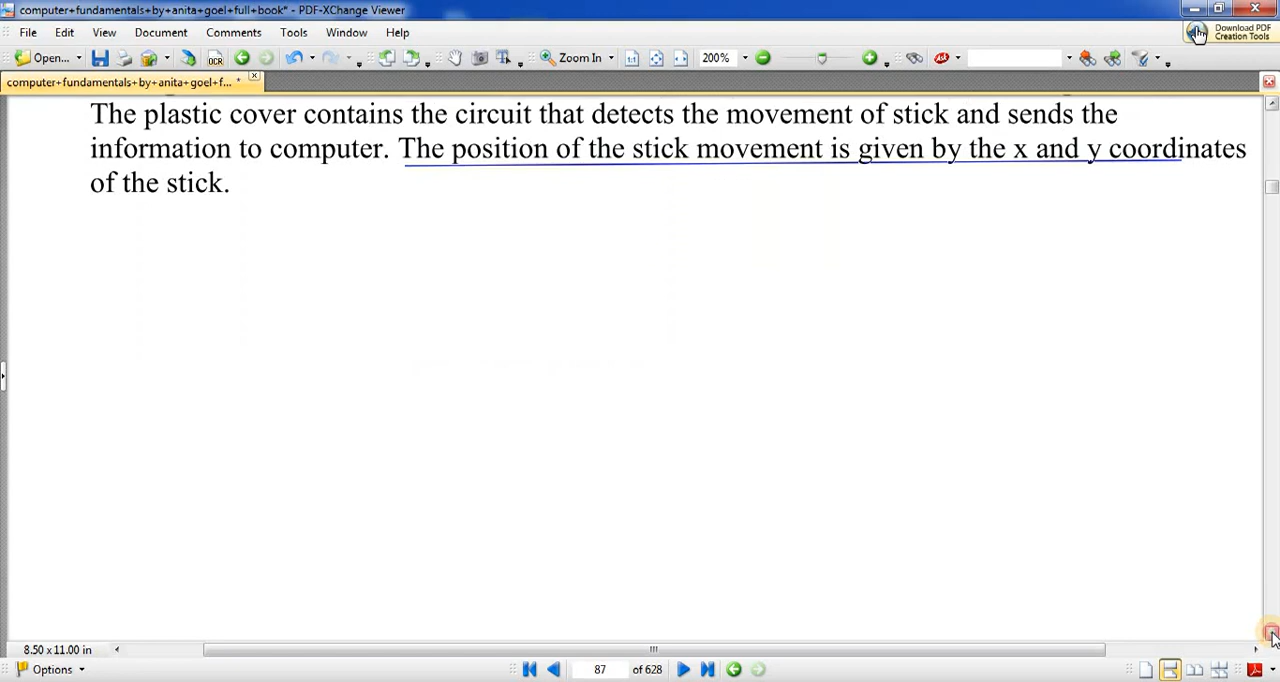 computer+fundamentals+by+anita+goel+full+book* - PDF-XChange Viewer
File Edit View Document Comments Tools Window Help
Download PDF
Creation Tools
Open... OCR Zoom In 1:1 200%
computer+fundamentals+by+anita+goel+f... *
The plastic cover contains the circuit that detects the movement of stick and sends the
information to computer. The position of the stick movement is given by the x and y coordinates
of the stick.
8.50 x 11.00 in
Options 87 of 628